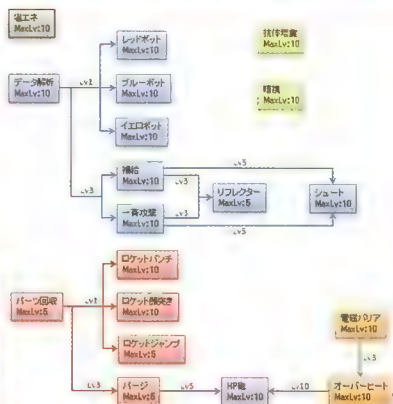 省エネ
MaxLv:10
抗体培養
MaxLv:10
暗視
MaxLv:10
データ解析
MaxLv:10
レッドボット
MaxLv:10
ブルーボット
MaxLv:10
イエロボット
MaxLv:10
Lv2
Lv3
補給
MaxLv:10
一斉攻撃
MaxLv:10
Lv3
Lv3
Lv5
Lv5
リフレクター
MaxLv:5
シュート
MaxLv:10
パーツ回収
MaxLv:5
Lv2
Lv3
ロケットパンチ
MaxLv:10
ロケット頭突き
MaxLv:10
ロケットジャンプ
MaxLv:5
パージ
MaxLv:5
Lv5
HP砲
MaxLv:10
Lv10
電磁バリア
MaxLv:10
Lv3
オーバーヒート
MaxLv:10